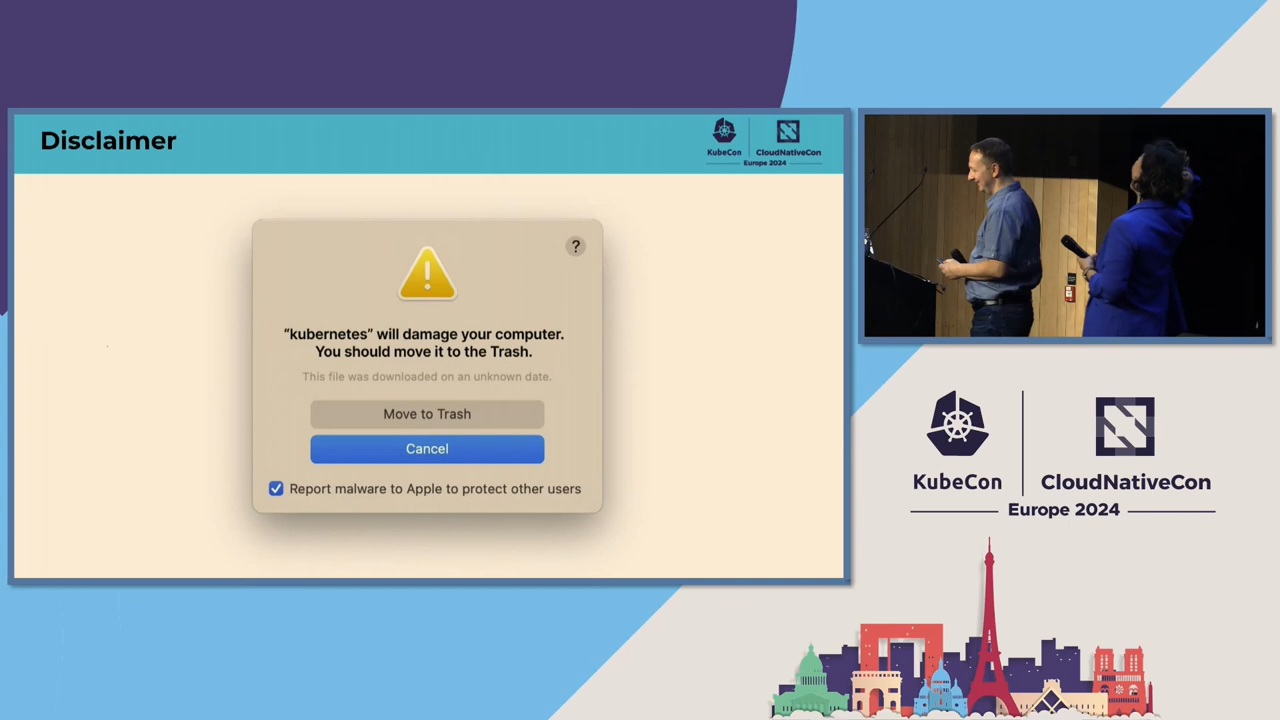 Disclaimer
KubeCon
CloudNativeCon
Europe 2024
?
“kubernetes” will damage your computer.
You should move it to the Trash.
This file was downloaded on an unknown date.
Move to Trash
Cancel
Report malware to Apple to protect other users
KubeCon
CloudNativeCon
Europe 2024